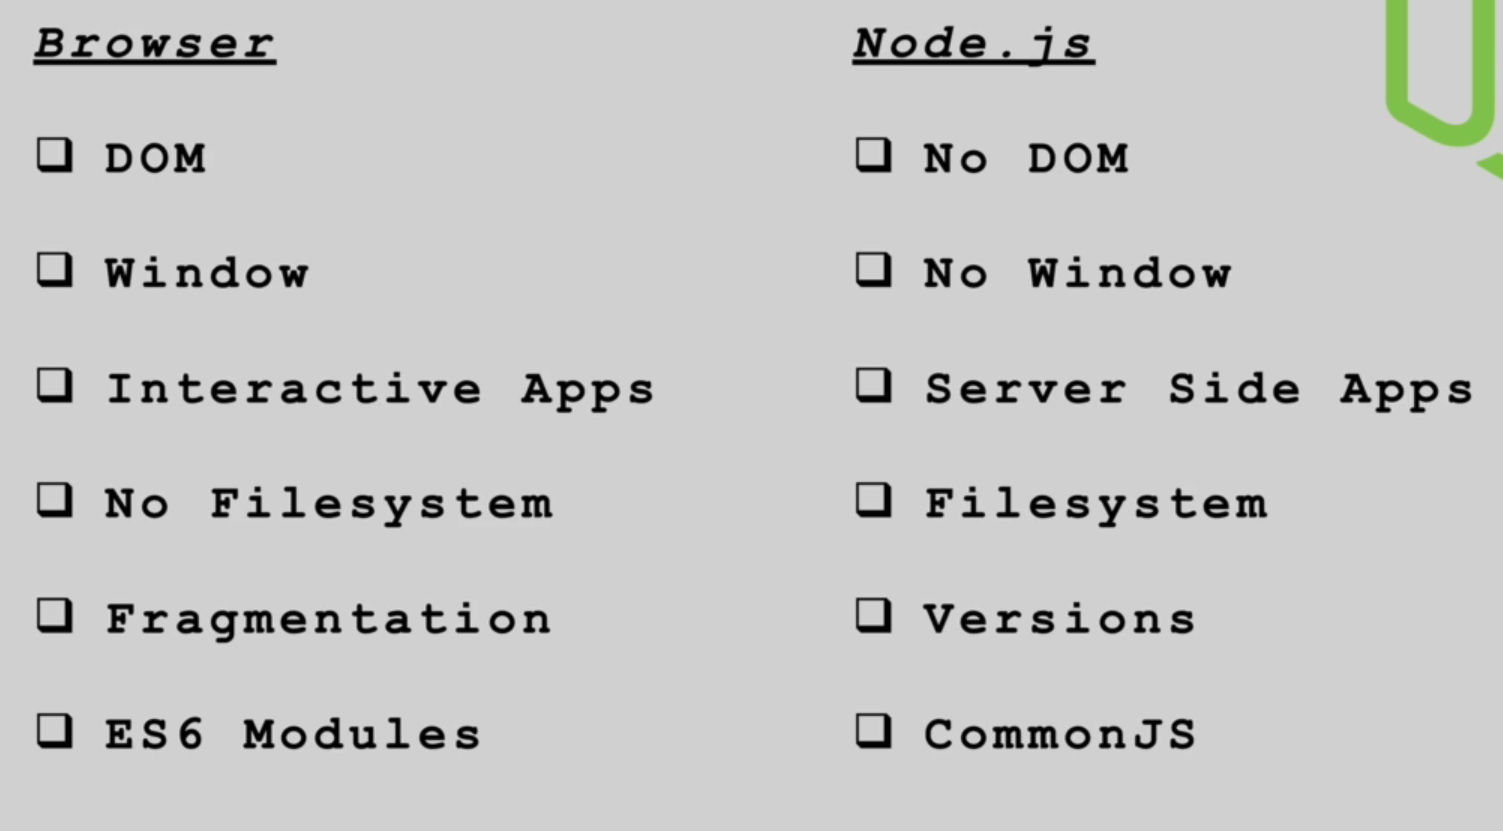 Browser
DOM
Window
Interactive Apps
No Filesystem
Fragmentation
ES6 Modules
Node.js
No DOM
No Window
Server Side Apps
Filesystem
Versions
CommonJS